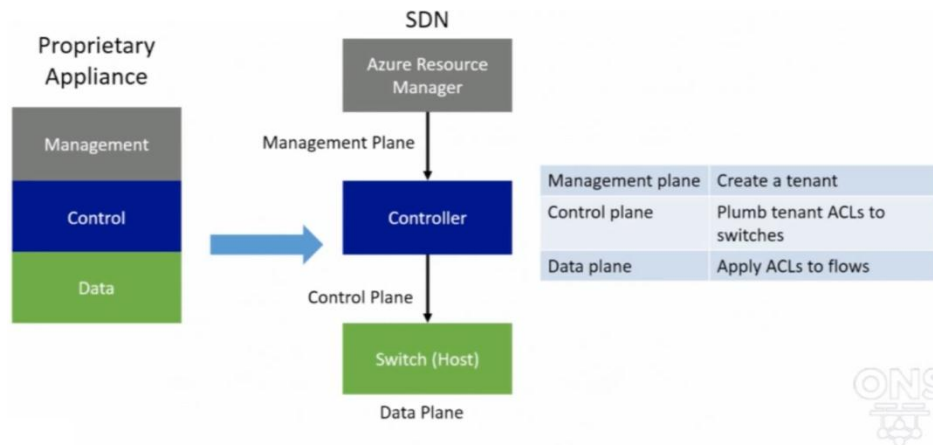 SDN
Proprietary
Appliance
Azure Resource
Manager
Management
Management Plane
Control
Controller
Data
Control Plane
Switch (Host)
Data Plane
Management plane Create a tenant
Control plane Plumb tenant ACLs to
switches
Data plane Apply ACLs to flows
ONS